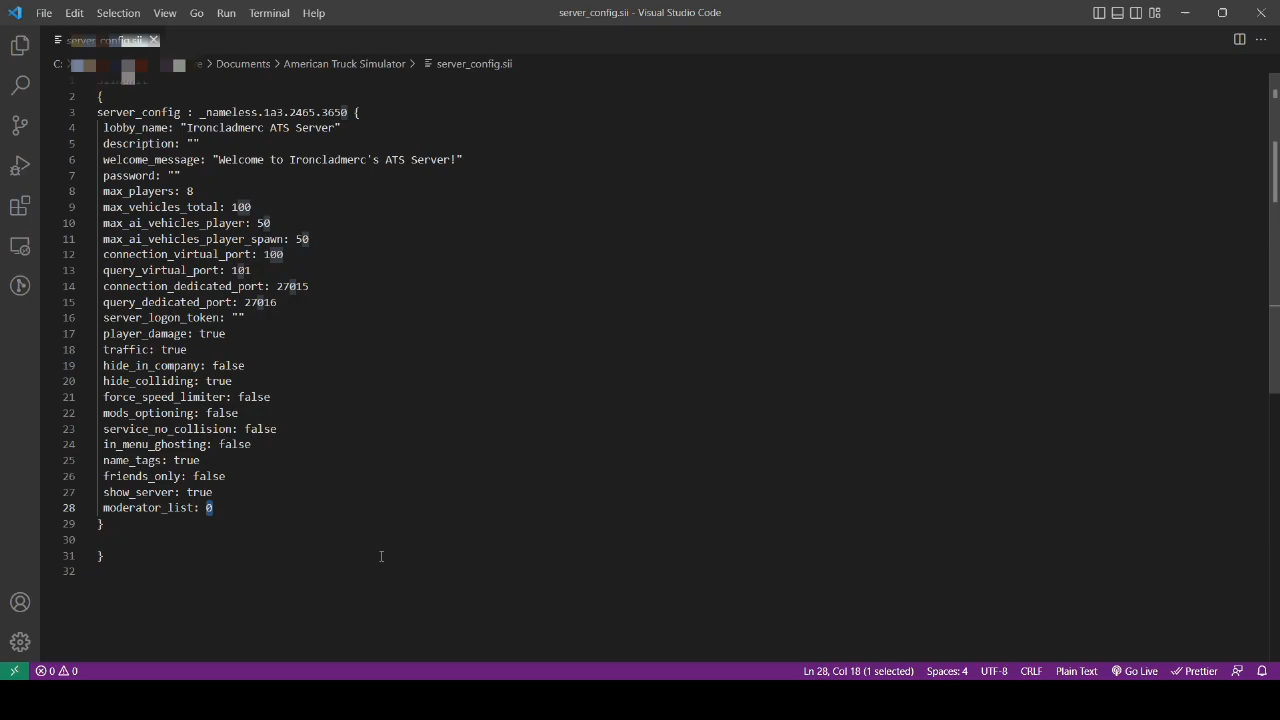 File Edit Selection View Go Run Terminal Help
server_config.sii - Visual Studio Code
server_config.sii
C: > Documents > American Truck Simulator > server_config.sii
2 {
3 server_config : _nameless.1a3.2465.3650 {
4 lobby_name: "Ironcladmerc ATS Server"
5 description: ""
6 welcome_message: "Welcome to Ironcladmerc's ATS Server!"
7 password: ""
8 max_players: 8
9 max_vehicles_total: 100
10 max_ai_vehicles_player: 50
11 max_ai_vehicles_player_spawn: 50
12 connection_virtual_port: 100
13 query_virtual_port: 101
14 connection_dedicated_port: 27015
15 query_dedicated_port: 27016
16 server_logon_token: ""
17 player_damage: true
18 traffic: true
19 hide_in_company: false
20 hide_colliding: true
21 force_speed_limiter: false
22 mods_optioning: false
23 service_no_collision: false
24 in_menu_ghosting: false
25 name_tags: true
26 friends_only: false
27 show_server: true
28 moderator_list: 0
29 }
30
31 }
32
0 0 Ln 28, Col 18 (1 selected) Spaces: 4 UTF-8 CRLF Plain Text Go Live Prettier